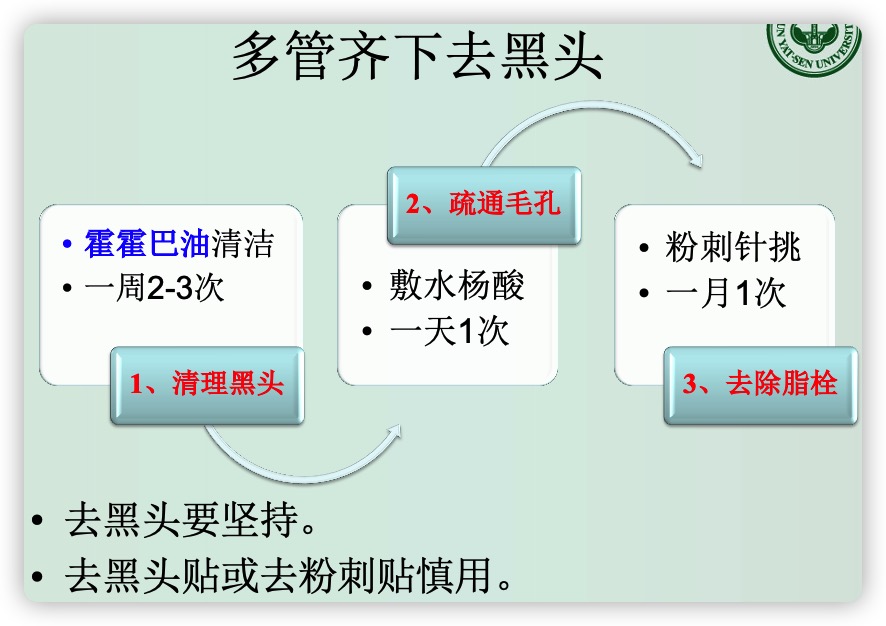 多管齐下去黑头
UN YAT-SEN UNIVERSITY
• 霍霍巴油清洁
• 一周2-3次
1、清理黑头
2、疏通毛孔
• 敷水杨酸
• 一天1次
• 粉刺针挑
• 一月1次
3、去除脂栓
• 去黑头要坚持。
• 去黑头贴或去粉刺贴慎用。